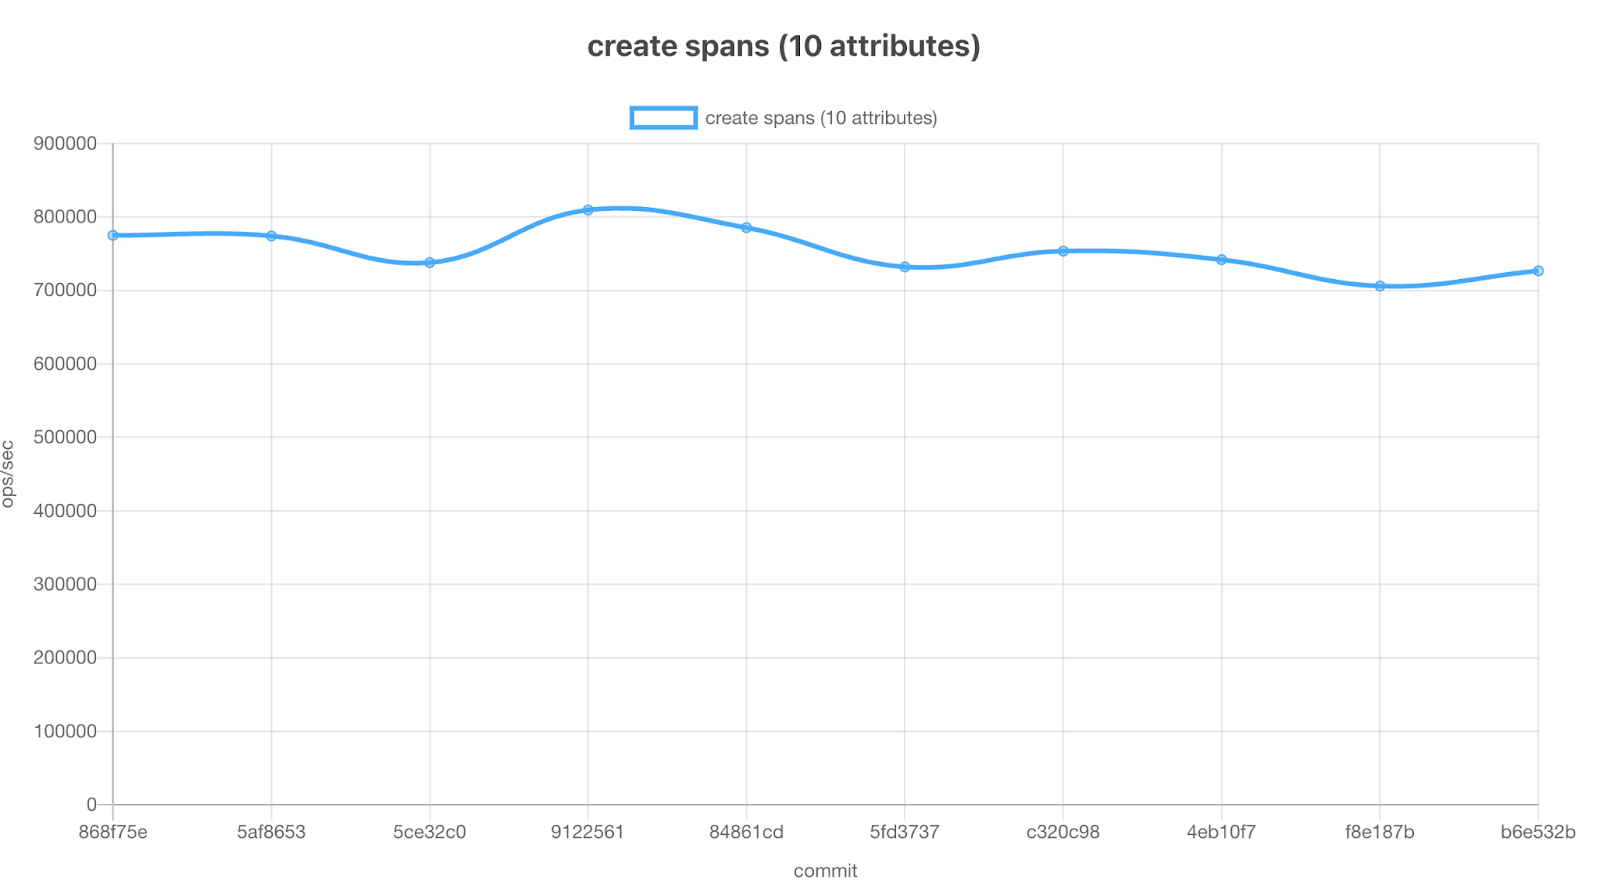 create spans (10 attributes)
create spans (10 attributes)
900000
800000
700000
600000
500000
400000
300000
200000
100000
0
ops/sec
868f75e 5af8653 5ce32c0 9122561 84861cd 5fd3737 c320c98 4eb10f7 f8e187b b6e532b
commit